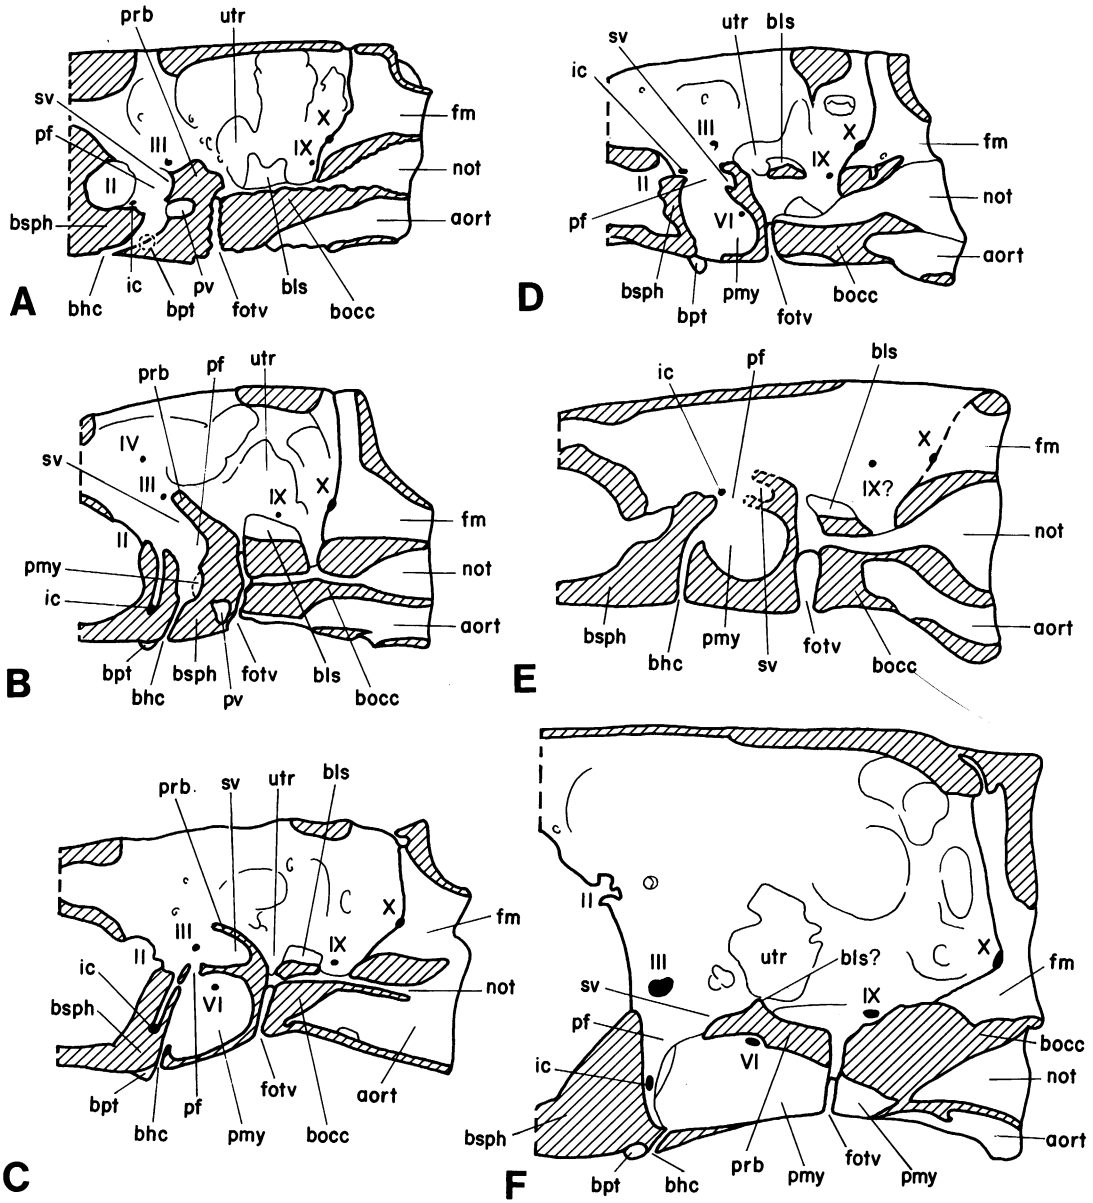 prb utr
sv
pf
III
II
X
IX
fm
not
aort
bsph
bhc ic bpt pv fotv bls bocc
A
sv utr bls
ic
III
X
IX
fm
II
not
pf
VI
aort
bsph bpt pmy fotv bocc
D
prb pf utr
IV
sv
III
IX X
II
fm
pmy
not
ic
aort
bpt bhc bsph pv fotv bls bocc
B
ic pf bls
X
fm
IX?
not
bsph bhc pmy sv fotv bocc
aort
E
prb. sv utr bls
X
fm
III
IX
II
ic
VI
not
bsph
bpt bhc pf pmy fotv bocc aort
C
II
X
III
utr
bls?
fm
sv
IX
pf
VI
bocc
ic
not
bsph
aort
bpt bhc prb pmy fotv pmy
F